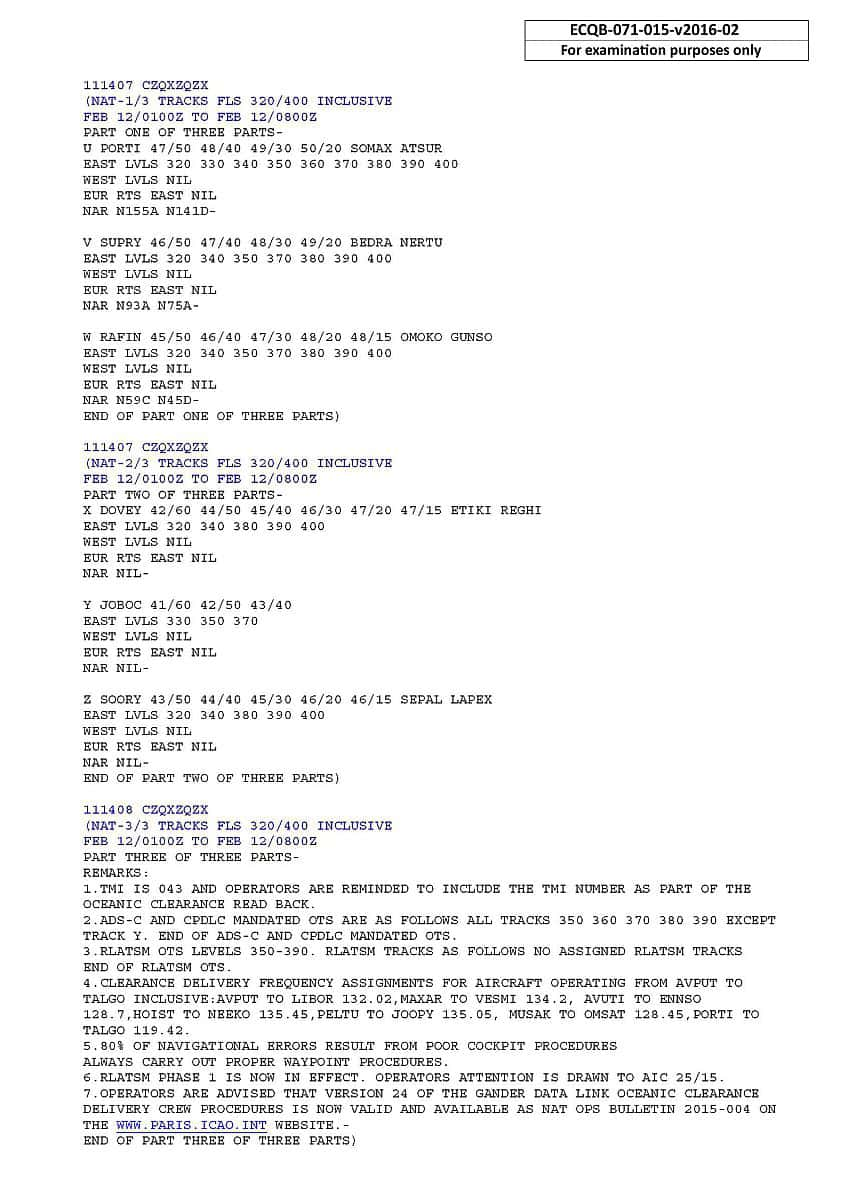 ECQB-071-015-v2016-02
For examination purposes only
111407 CZQXZQZX
(NAT-1/3 TRACKS FLS 320/400 INCLUSIVE
FEB 12/0100Z TO FEB 12/0800Z
PART ONE OF THREE PARTS-
U PORTI 47/50 48/40 49/30 50/20 SOMAX ATSUR
EAST LVLS 320 330 340 350 360 370 380 390 400
WEST LVLS NIL
EUR RTS EAST NIL
NAR N155A N141D-
V SUPRY 46/50 47/40 48/30 49/20 BEDRA NERTU
EAST LVLS 320 340 350 370 380 390 400
WEST LVLS NIL
EUR RTS EAST NIL
NAR N93A N75A-
W RAFIN 45/50 46/40 47/30 48/20 48/15 OMOKO GUNSO
EAST LVLS 320 340 350 370 380 390 400
WEST LVLS NIL
EUR RTS EAST NIL
NAR N59C N45D-
END OF PART ONE OF THREE PARTS)
111407 CZQXZQZX
(NAT-2/3 TRACKS FLS 320/400 INCLUSIVE
FEB 12/0100Z TO FEB 12/0800Z
PART TWO OF THREE PARTS-
X DOVEY 42/60 44/50 45/40 46/30 47/20 47/15 ETIKI REGHI
EAST LVLS 320 340 380 390 400
WEST LVLS NIL
EUR RTS EAST NIL
NAR NIL-
Y JOBOC 41/60 42/50 43/40
EAST LVLS 330 350 370
WEST LVLS NIL
EUR RTS EAST NIL
NAR NIL-
Z SOORY 43/50 44/40 45/30 46/20 46/15 SEPAL LAPEX
EAST LVLS 320 340 380 390 400
WEST LVLS NIL
EUR RTS EAST NIL
NAR NIL-
END OF PART TWO OF THREE PARTS)
111408 CZQXZQZX
(NAT-3/3 TRACKS FLS 320/400 INCLUSIVE
FEB 12/0100Z TO FEB 12/0800Z
PART THREE OF THREE PARTS-
REMARKS:
1.TMI IS 043 AND OPERATORS ARE REMINDED TO INCLUDE THE TMI NUMBER AS PART OF THE
OCEANIC CLEARANCE READ BACK.
2.ADS-C AND CPDLC MANDATED OTS ARE AS FOLLOWS ALL TRACKS 350 360 370 380 390 EXCEPT
TRACK Y. END OF ADS-C AND CPDLC MANDATED OTS.
3.RLATSM OTS LEVELS 350-390. RLATSM TRACKS AS FOLLOWS NO ASSIGNED RLATSM TRACKS
END OF RLATSM OTS.
4.CLEARANCE DELIVERY FREQUENCY ASSIGNMENTS FOR AIRCRAFT OPERATING FROM AVPUT TO
TALGO INCLUSIVE:AVPUT TO LIBOR 132.02,MAXAR TO VESMI 134.2, AVUTI TO ENNSO
128.7,HOIST TO NEEKO 135.45,PELTU TO JOOPY 135.05, MUSAK TO OMSAT 128.45,PORTI TO
TALGO 119.42.
5.80% OF NAVIGATIONAL ERRORS RESULT FROM POOR COCKPIT PROCEDURES
ALWAYS CARRY OUT PROPER WAYPOINT PROCEDURES.
6.RLATSM PHASE 1 IS NOW IN EFFECT. OPERATORS ATTENTION IS DRAWN TO AIC 25/15.
7.OPERATORS ARE ADVISED THAT VERSION 24 OF THE GANDER DATA LINK OCEANIC CLEARANCE
DELIVERY CREW PROCEDURES IS NOW VALID AND AVAILABLE AS NAT OPS BULLETIN 2015-004 ON
THE WWW.PARIS.ICAO.INT WEBSITE.-
END OF PART THREE OF THREE PARTS)